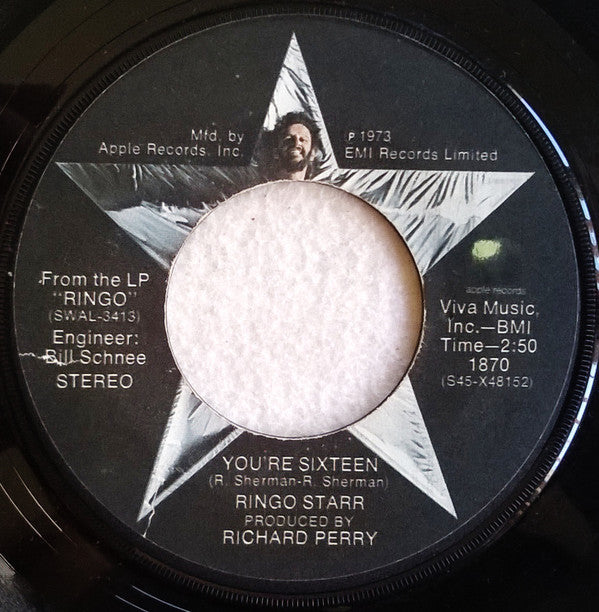 Mfd. by
Apple Records, Inc.
℗ 1973
EMI Records Limited
From the LP
"RINGO"
(SWAL-3413)
Engineer:
Bill Schnee
STEREO
apple records
Viva Music,
Inc.—BMI
Time—2:50
1870
(S45-X48152)
YOU'RE SIXTEEN
(R. Sherman-R. Sherman)
RINGO STARR
PRODUCED BY
RICHARD PERRY